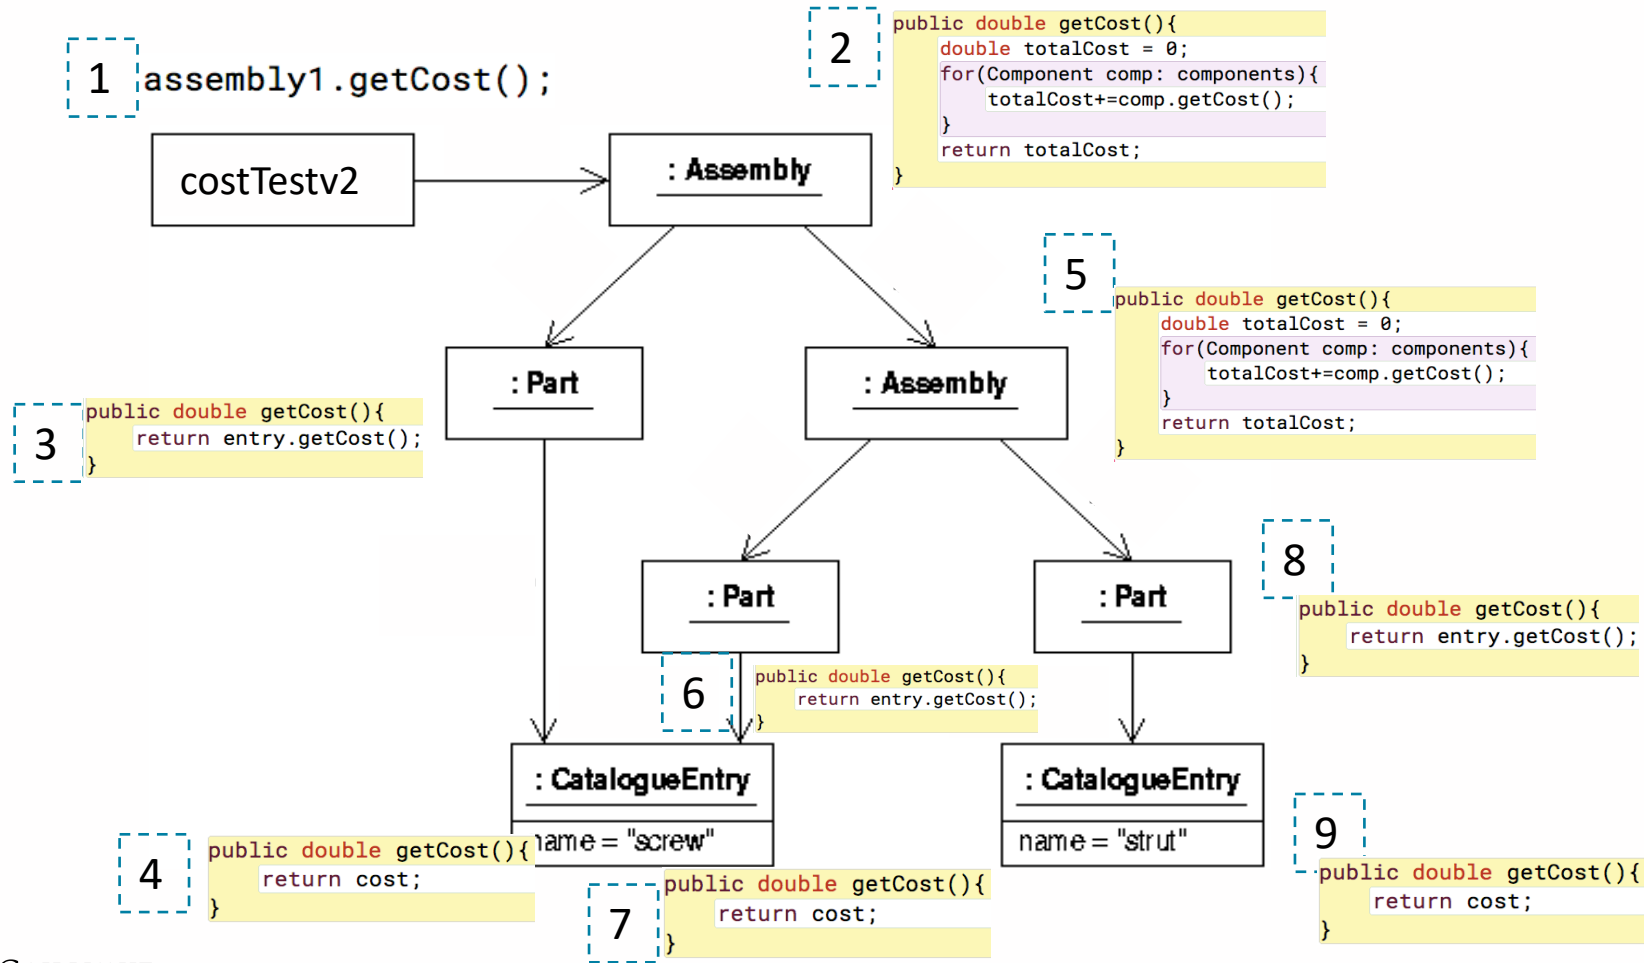 1
assembly1.getCost();
2
public double getCost(){
double totalCost = 0;
for(Component comp: components){
totalCost+=comp.getCost();
}
return totalCost;
}
costTestv2
: Assembly
5
public double getCost(){
double totalCost = 0;
for(Component comp: components){
totalCost+=comp.getCost();
}
return totalCost;
}
: Part
: Assembly
3
public double getCost(){
return entry.getCost();
}
: Part
: Part
8
public double getCost(){
return entry.getCost();
}
6
public double getCost(){
return entry.getCost();
}
: CatalogueEntry
name = "screw"
: CatalogueEntry
name = "strut"
4
public double getCost(){
return cost;
}
7
public double getCost(){
return cost;
}
9
public double getCost(){
return cost;
}